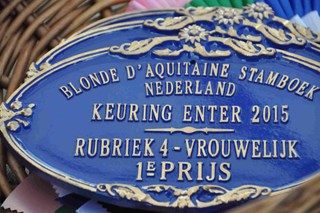 BLONDE D'AQUITAINE STAMBOEK
NEDERLAND
KEURING ENTER 2015
RUBRIEK 4 - VROUWELIJK
1E PRIJS